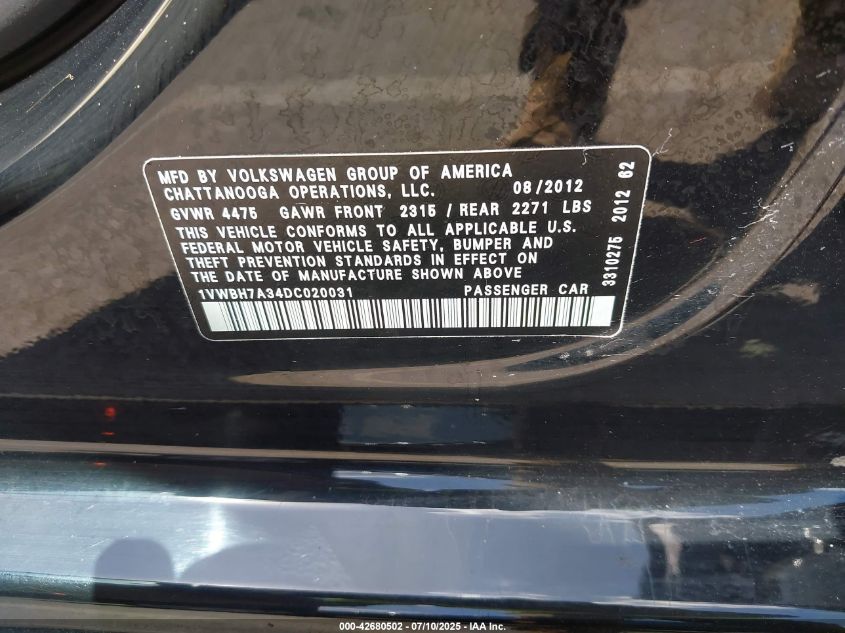 MFD BY VOLKSWAGEN GROUP OF AMERICA
CHATTANOOGA OPERATIONS, LLC. 08/2012
GVWR 4475 GAWR FRONT 2315 / REAR 2271 LBS
THIS VEHICLE CONFORMS TO ALL APPLICABLE U.S.
FEDERAL MOTOR VEHICLE SAFETY, BUMPER AND
THEFT PREVENTION STANDARDS IN EFFECT ON
THE DATE OF MANUFACTURE SHOWN ABOVE
1VWBH7A34DC020031 PASSENGER CAR
3310275 2012 62
000-42680502 - 07/10/2025 - IAA Inc.